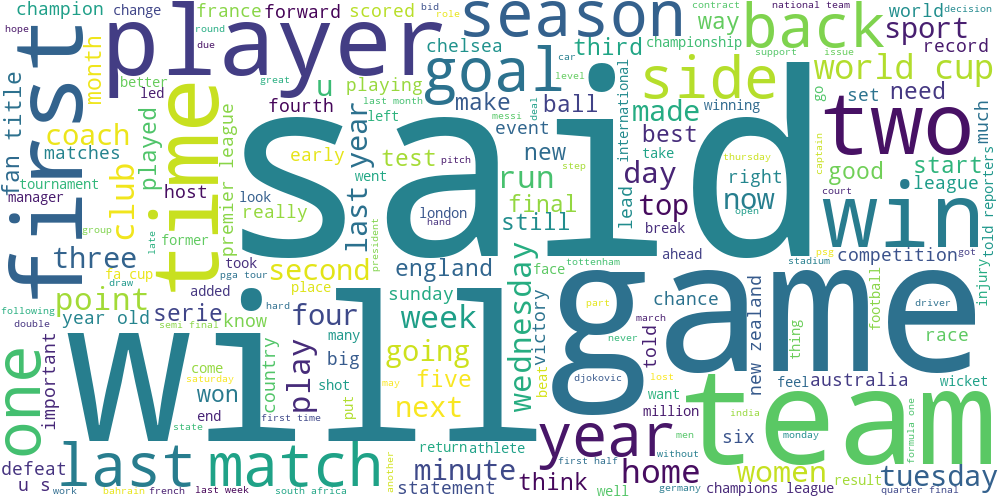 champion
change
france
forward
scored
bid
role
season
contract
national team
decision
hope
first
month
led
player
round
due
better
great
u
chelsea
playing
goal
third
championship
way
back
world
sport
record
support
issue
car
level
side
world cup
fan title
coach
matches
played
time
premier league
fourth
last month
left
make
ball
deal
messi
made
international
winning
best
two
go
set
need
much
captain
tournament
manager
club
host
look
really
early
last year
test
went
event
new
pitch
said
run
final
still
step
lead
day
take
thursday
right
now
top
break
open
court
good
start
league
win
told reporters
group
three
late
former
fa cup
draw
took
pga tour
added
second
place
president
london
hand
england
tottenham
face
ahead
psg
stadium
competition
got
injury
point
following
double
year old
serie
semi final
know
hard
four
sunday
many
week
wednesday
victory
game
part
chance
march
told
never
new zealand
thing
football
driver
race
one
important
come
saturday
won
state
end
country
first time
big
shot
put
play
will
may
going
five
next
beat
djokovic
lost
want
million
feel
australia
india
wicket
team
formula one
defeat
u s
work
last
bahrain
french
match
last week
south africa
another
minute
return
athlete
statement
first half
think
year
well
home
germany
men
without
six
monday
women
champions league
result
tuesday
quarter final